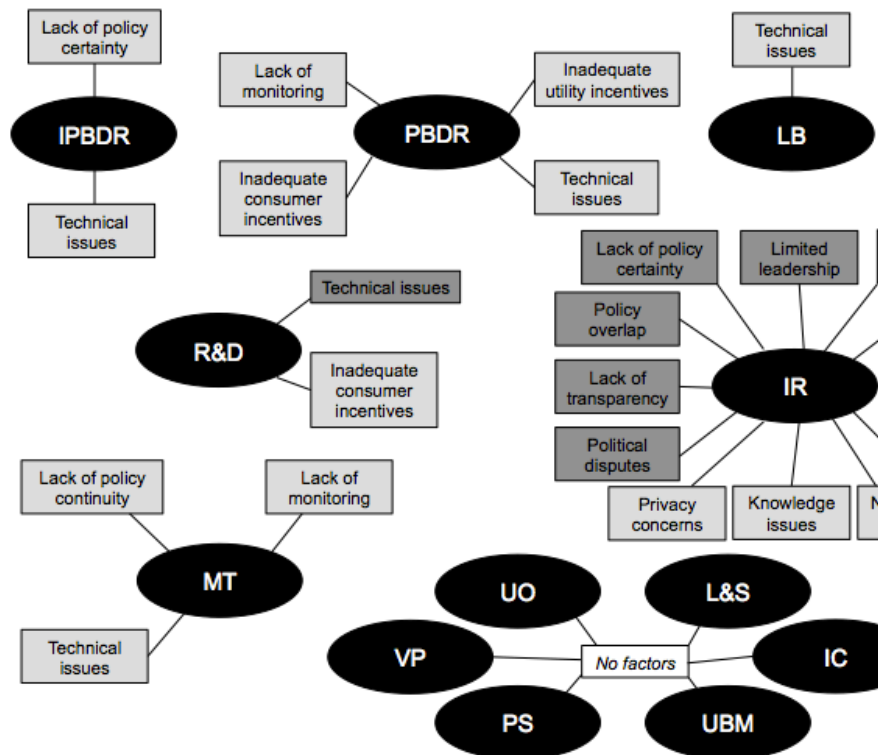 Lack of policy
certainty
IPBDR
Technical
issues
Lack of
monitoring
Inadequate
utility incentives
PBDR
Inadequate
consumer
incentives
Technical
issues
Technical
issues
LB
Technical issues
R&D
Inadequate
consumer
incentives
Lack of policy
certainty
Limited
leadership
Policy
overlap
Lack of
transparency
IR
Political
disputes
Privacy
concerns
Knowledge
issues
N
Lack of policy
continuity
Lack of
monitoring
MT
Technical
issues
UO
L&S
VP
No factors
IC
PS
UBM